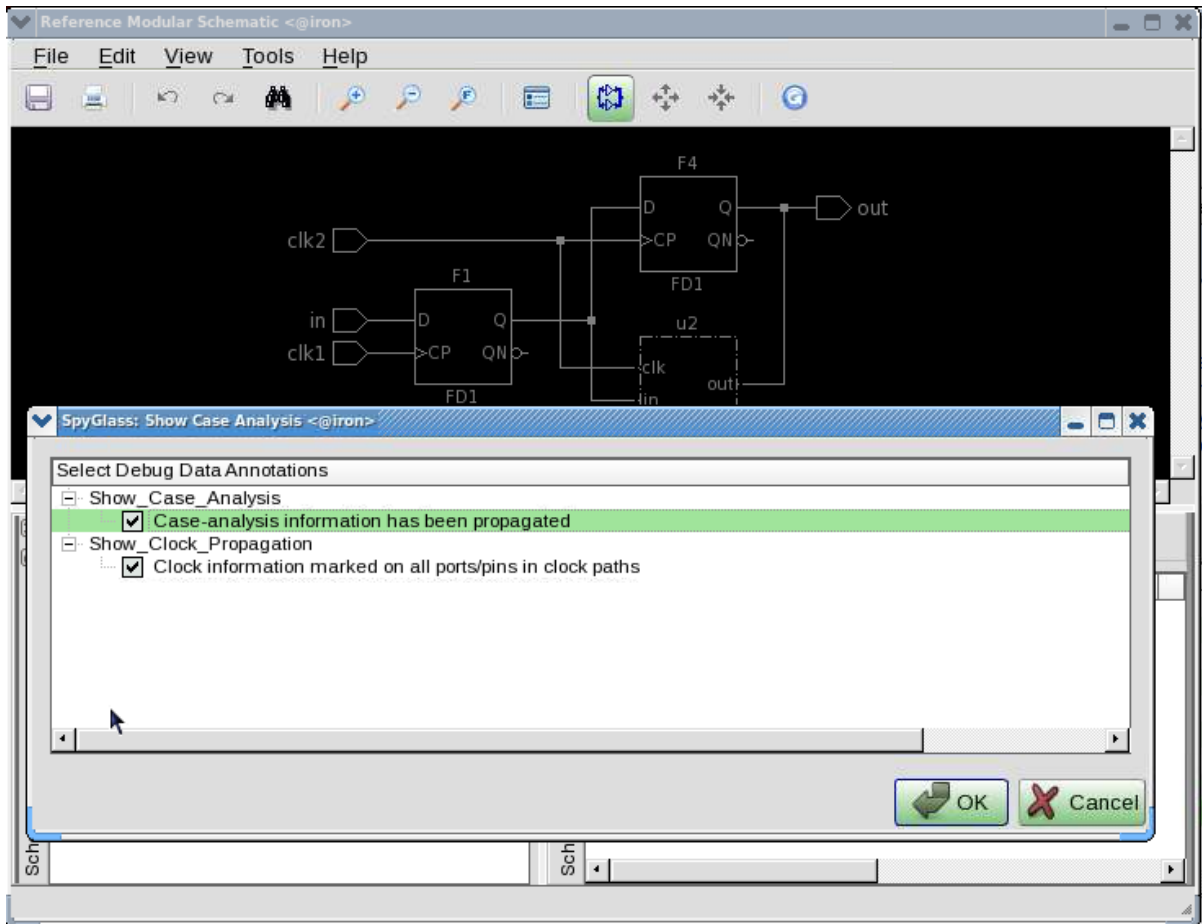 Reference Modular Schematic <@iron>
File Edit View Tools Help
F4
D Q
out
clk2
CP QN
F1
FD1
in
D Q
u2
clk1
CP QN
clk
out
FD1
in
SpyGlass: Show Case Analysis <@iron>
Select Debug Data Annotations
Show_Case_Analysis
Case-analysis information has been propagated
Show_Clock_Propagation
Clock information marked on all ports/pins in clock paths
OK Cancel
Sch
Sch